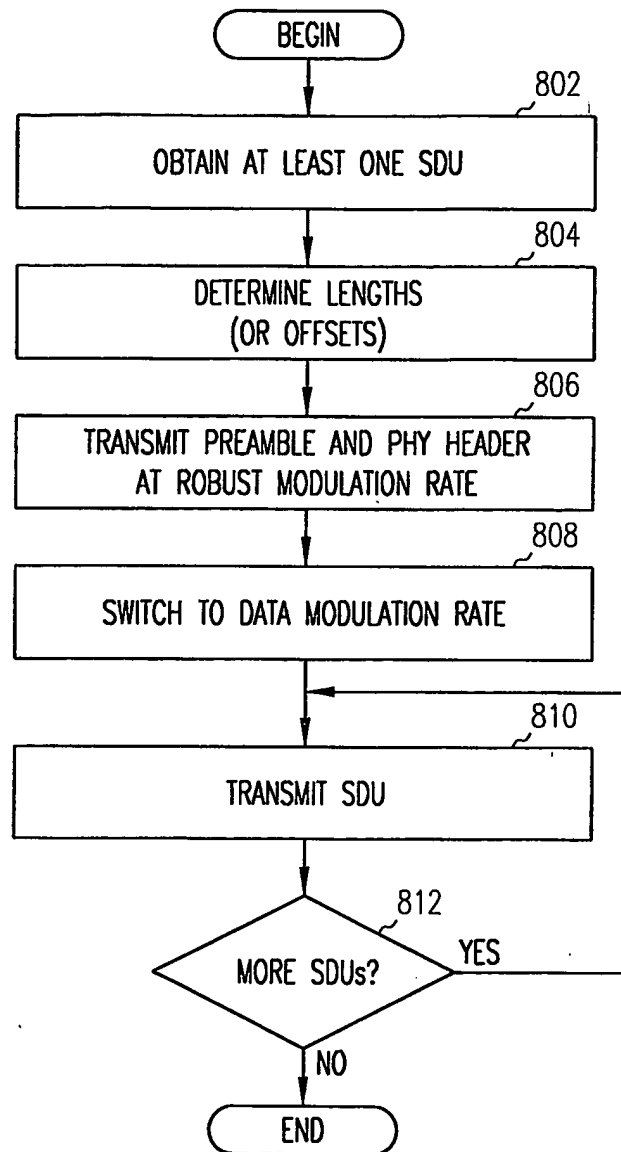 BEGIN
802
OBTAIN AT LEAST ONE SDU
804
DETERMINE LENGTHS
(OR OFFSETS)
806
TRANSMIT PREAMBLE AND PHY HEADER
AT ROBUST MODULATION RATE
808
SWITCH TO DATA MODULATION RATE
810
TRANSMIT SDU
812
MORE SDUs?
YES
NO
END